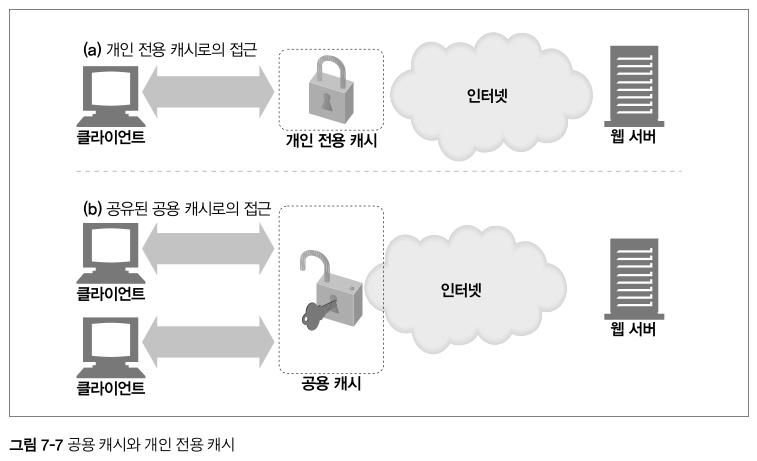 (a) 개인 전용 캐시로의 접근
인터넷
클라이언트
개인 전용 캐시
웹 서버
(b) 공유된 공용 캐시로의 접근
클라이언트
인터넷
웹 서버
클라이언트
공용 캐시
그림 7-7 공용 캐시와 개인 전용 캐시